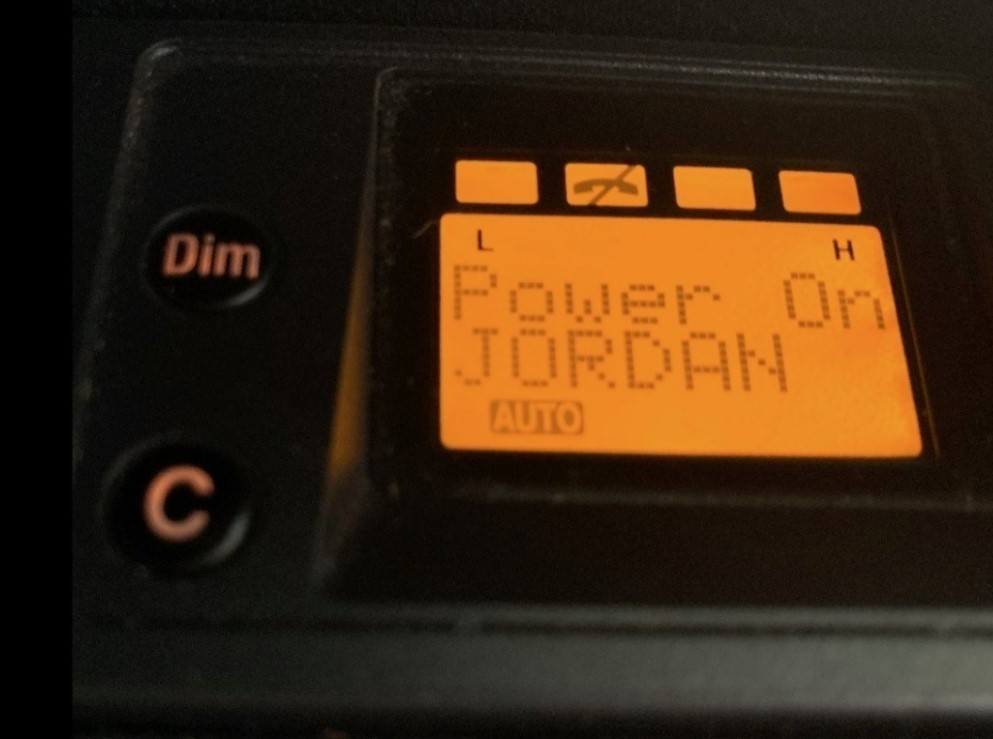 Dim
L H
Power On
JORDAN
AUTO
C